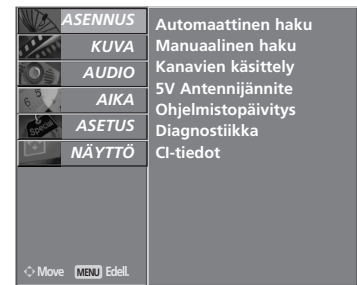 ASENNUS
KUVA
AUDIO
AIKA
ASETUS
NÄYTTÖ
Automaattinen haku
Manuaalinen haku
Kanavien käsittely
5V Antennijännite
Ohjelmistopäivitys
Diagnostiikka
CI-tiedot
Move MENU Edell.